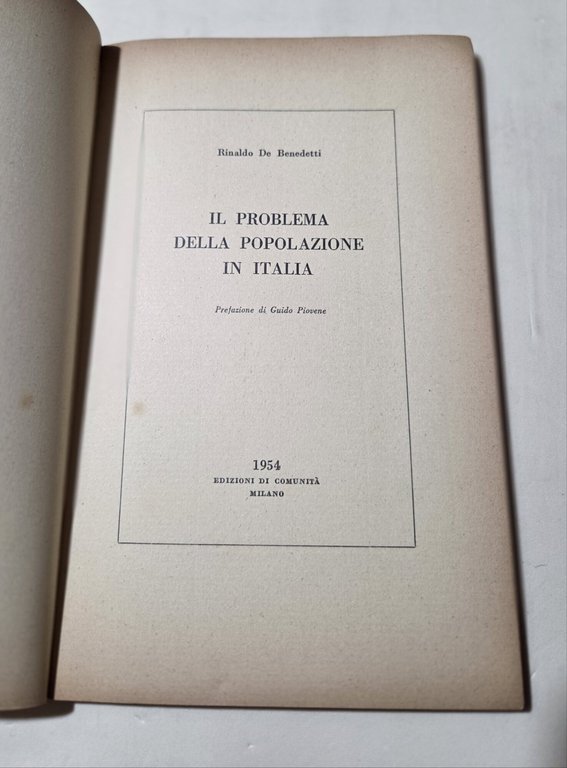 Rinaldo De Benedetti
IL PROBLEMA
DELLA POPOLAZIONE
IN ITALIA
Prefazione di Guido Piovene
1954
EDIZIONI DI COMUNITÀ
MILANO